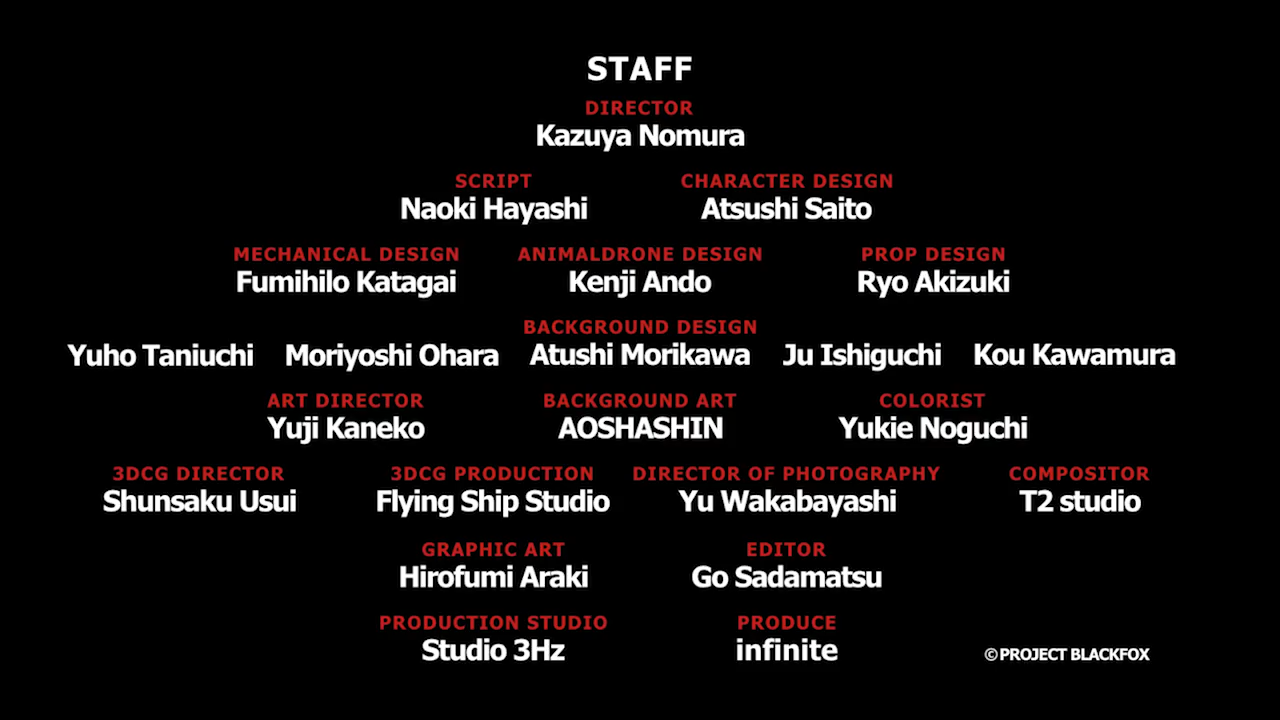 STAFF
DIRECTOR
Kazuya Nomura
SCRIPT CHARACTER DESIGN
Naoki Hayashi Atsushi Saito
MECHANICAL DESIGN ANIMALDRONE DESIGN PROP DESIGN
Fumihilo Katagai Kenji Ando Ryo Akizuki
BACKGROUND DESIGN
Yuho Taniuchi Moriyoshi Ohara Atushi Morikawa Ju Ishiguchi Kou Kawamura
ART DIRECTOR BACKGROUND ART COLORIST
Yuji Kaneko AOSHASHIN Yukie Noguchi
3DCG DIRECTOR 3DCG PRODUCTION DIRECTOR OF PHOTOGRAPHY COMPOSITOR
Shunsaku Usui Flying Ship Studio Yu Wakabayashi T2 studio
GRAPHIC ART EDITOR
Hirofumi Araki Go Sadamatsu
PRODUCTION STUDIO PRODUCE
Studio 3Hz infinite
©PROJECT BLACKFOX